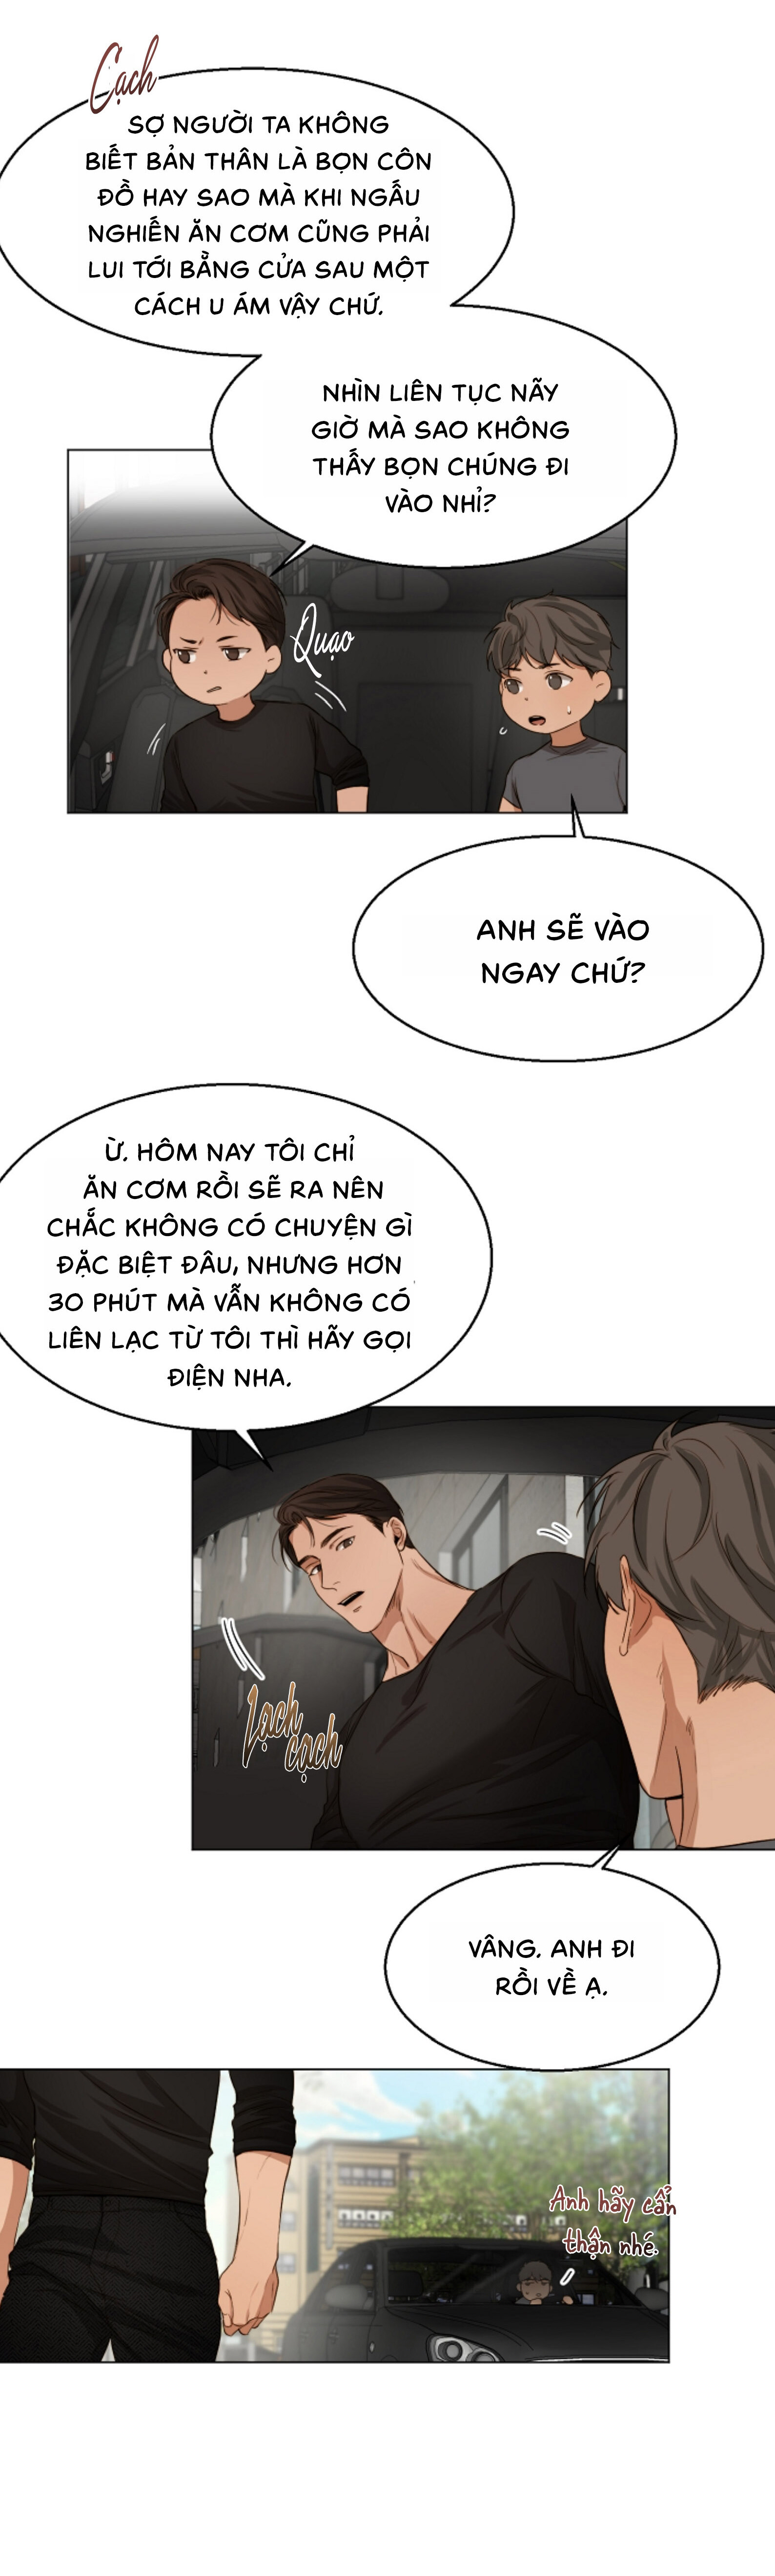 Cạch
SỢ NGƯỜI TA KHÔNG
BIẾT BẢN THÂN LÀ BỌN CÔN
ĐỒ HAY SAO MÀ KHI NGẤU
NGHIẾN ĂN CƠM CŨNG PHẢI
LUI TỚI BẰNG CỬA SAU MỘT
CÁCH U ÁM VẬY CHỨ.
NHÌN LIÊN TỤC NÃY
GIỜ MÀ SAO KHÔNG
THẤY BỌN CHÚNG ĐI
VÀO NHỈ?
Quạo
ANH SẼ VÀO
NGAY CHỨ?
Ừ. HÔM NAY TÔI CHỈ
ĂN CƠM RỒI SẼ RA NÊN
CHẮC KHÔNG CÓ CHUYỆN GÌ
ĐẶC BIỆT ĐÂU, NHƯNG HƠN
30 PHÚT MÀ VẪN KHÔNG CÓ
LIÊN LẠC TỪ TÔI THÌ HÃY GỌI
ĐIỆN NHA.
Lạch
cạch
VÂNG. ANH ĐI
RỒI VỀ Ạ.
Anh hãy cẩn
thận nhé.